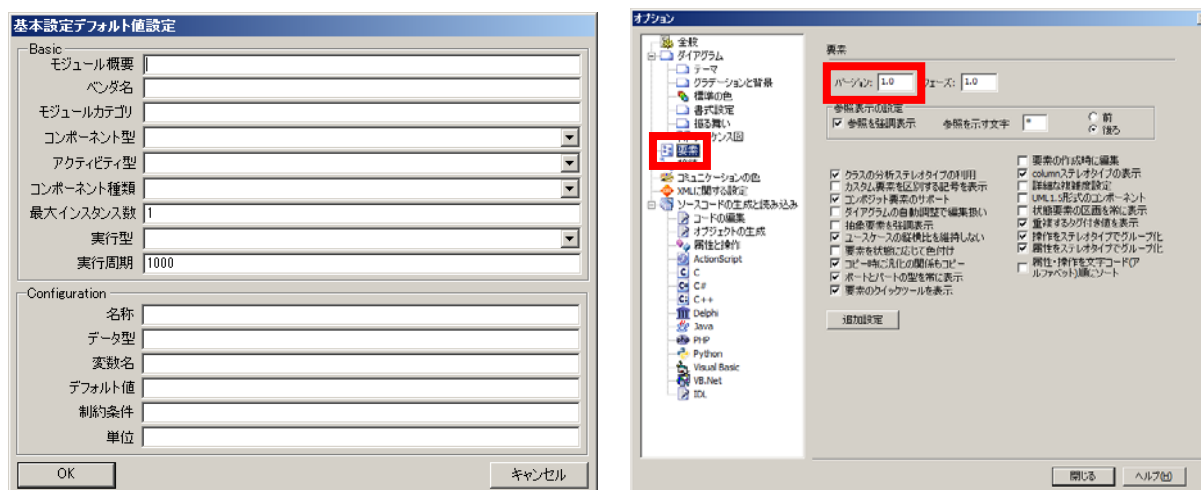 基本設定デフォルト値設定
Basic
モジュール概要
ベンダ名
モジュールカテゴリ
コンポーネント型
アクティビティ型
コンポーネント種類
最大インスタンス数 1
実行型
実行周期 1000
Configuration
名称
データ型
変数名
デフォルト値
制約条件
単位
OK
キャンセル
オプション
全般
ダイアグラム
テーマ
グラデーションと背景
標準の色
書式設定
振る舞い
ケンス図
要素
コミュニケーションの色
XMLに関する設定
ソースコードの生成と読み込み
コードの編集
オブジェクトの生成
属性と操作
ActionScript
C
C#
C++
Delphi
Java
PHP
Python
Visual Basic
VB.Net
IDL
要素
バージョン: 1.0
フェーズ: 1.0
参照表示の設定
参照を強調表示
参照を示す文字 *
前
後ろ
クラスの分析ステレオタイプの利用
カスタム要素を区別する記号を表示
コンポジット要素のサポート
ダイアグラムの自動調整で編集扱い
抽象要素を強調表示
ユースケースの縦横比を維持しない
要素を状態に応じて色付け
コピー時に汎化の関係もコピー
ポートとパートの型を常に表示
要素のクイックツールを表示
要素の作成時に編集
columnステレオタイプの表示
詳細な複雑度設定
UML1.5形式のコンポーネント
状態要素の区画を常に表示
重複するタグ付き値を表示
操作をステレオタイプでグループ化
属性をステレオタイプでグループ化
属性・操作を文字コード(ア
ルファベット)順にソート
追加設定
閉じる
ヘルプ(H)